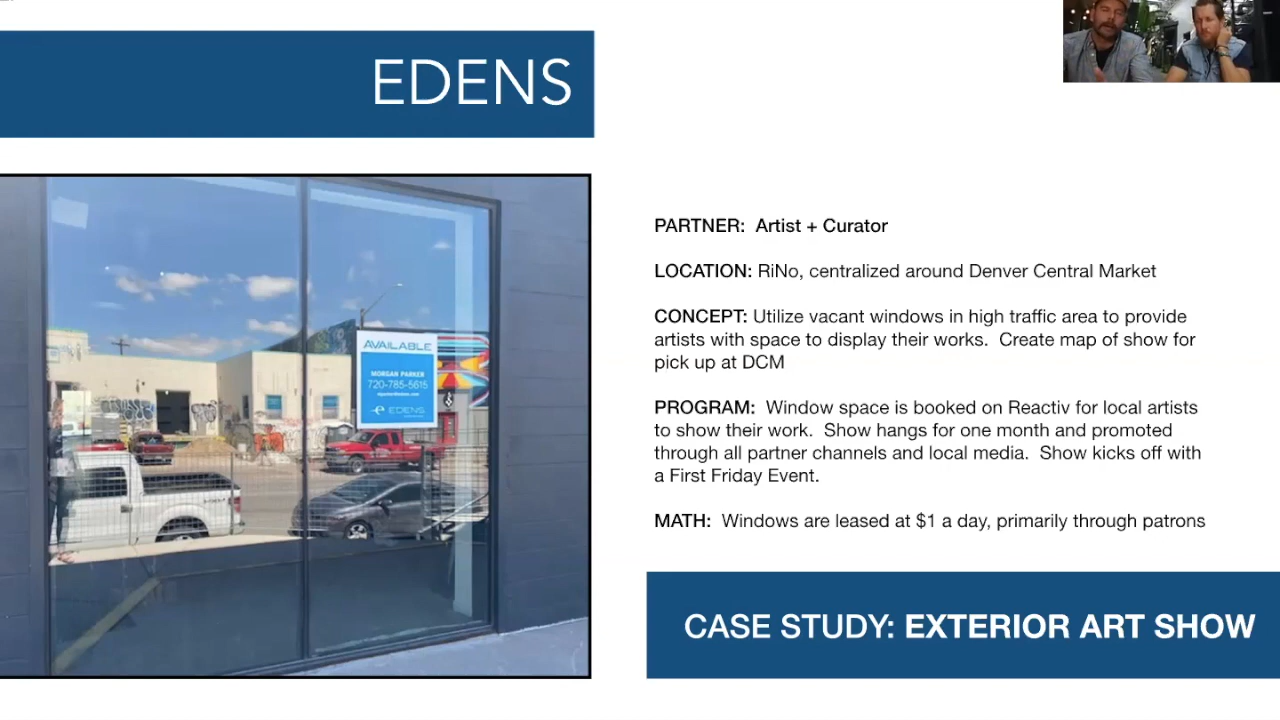 EDENS
AVAILABLE
MORGAN PARKER
720-785-5615
EDENS
PARTNER: Artist + Curator
LOCATION: RiNo, centralized around Denver Central Market
CONCEPT: Utilize vacant windows in high traffic area to provide
artists with space to display their works. Create map of show for
pick up at DCM
PROGRAM: Window space is booked on Reactiv for local artists
to show their work. Show hangs for one month and promoted
through all partner channels and local media. Show kicks off with
a First Friday Event.
MATH: Windows are leased at $1 a day, primarily through patrons
CASE STUDY: EXTERIOR ART SHOW